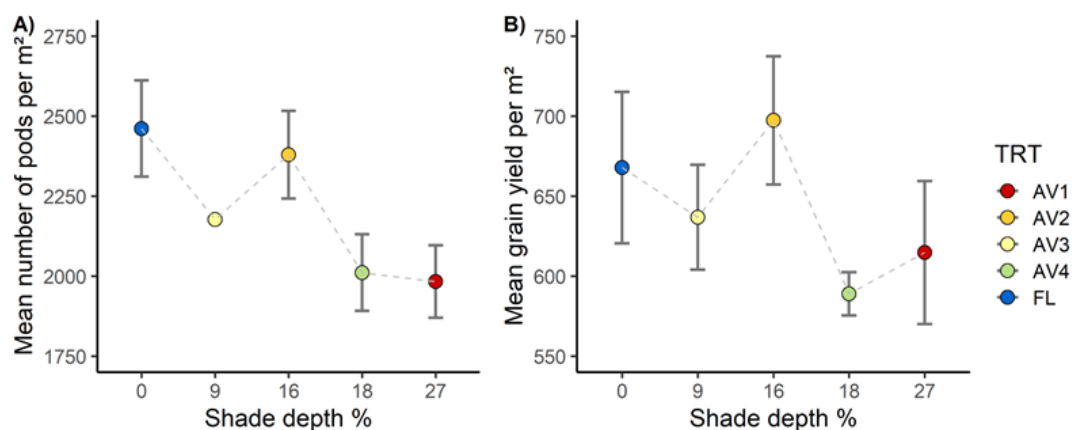 A)
Mean number of pods per m²
2750
2500
2250
2000
1750
0 9 16 18 27
Shade depth %
B)
Mean grain yield per m²
750
700
650
600
550
0 9 16 18 27
Shade depth %
TRT
AV1
AV2
AV3
AV4
FL